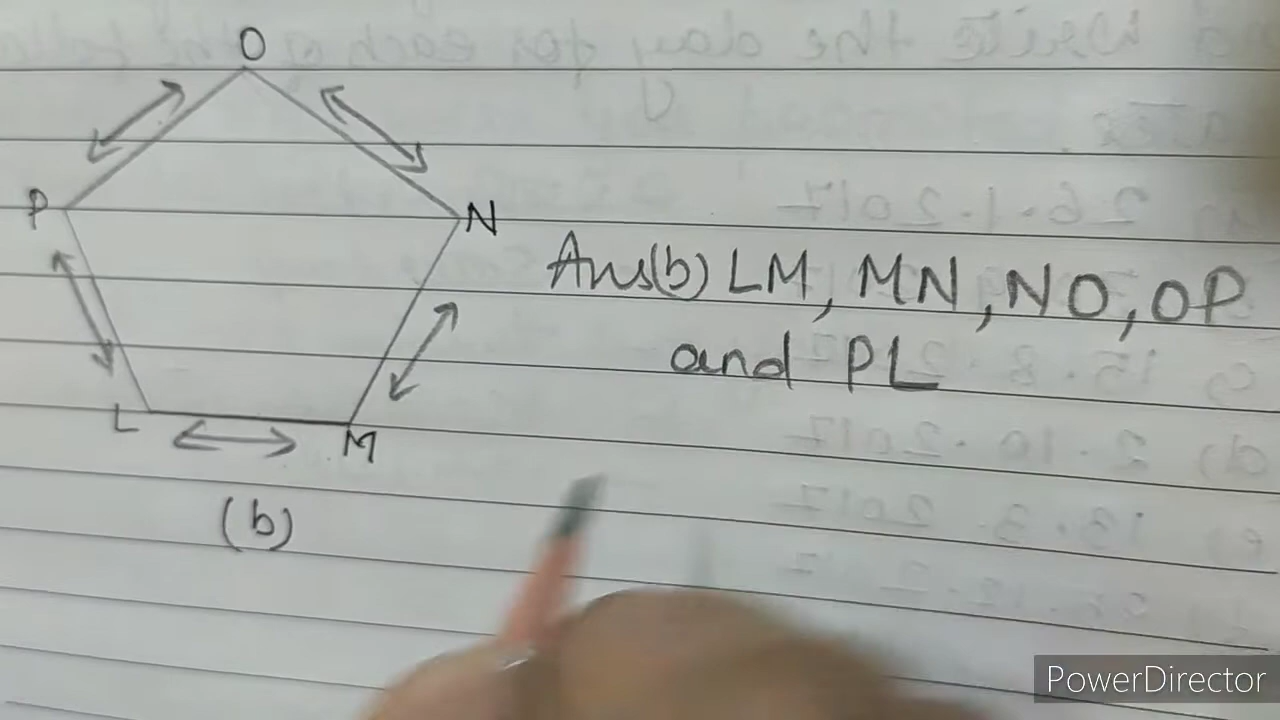 O
P
N
Ans(b) LM, MN, NO, OP
and PL
L
M
(b)
PowerDirector